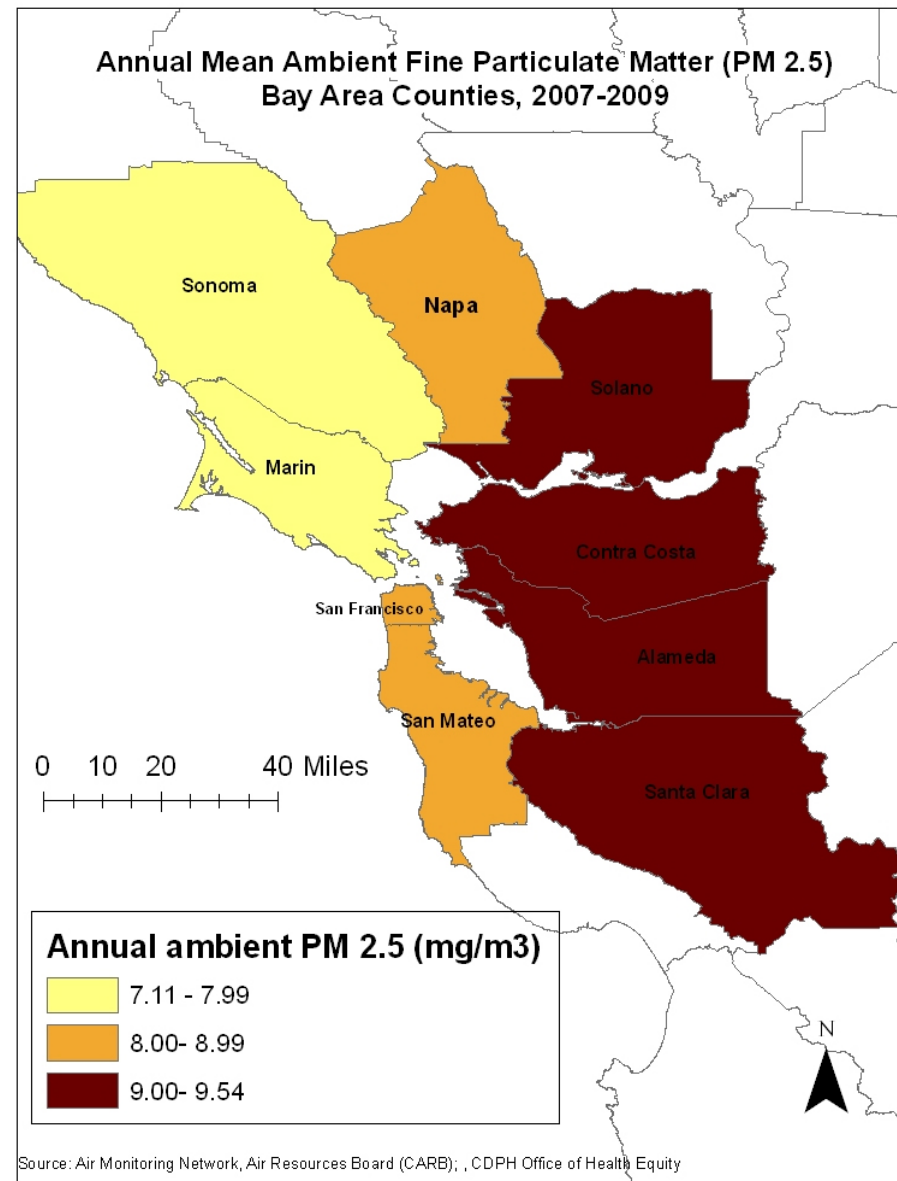 Annual Mean Ambient Fine Particulate Matter (PM 2.5)
Bay Area Counties, 2007-2009
Sonoma
Napa
Solano
Marin
Contra Costa
San Francisco
Alameda
San Mateo
Santa Clara
0 10 20 40 Miles
Annual ambient PM 2.5 (mg/m3)
7.11 - 7.99
8.00- 8.99
9.00- 9.54
N
Source: Air Monitoring Network, Air Resources Board (CARB); , CDPH Office of Health Equity